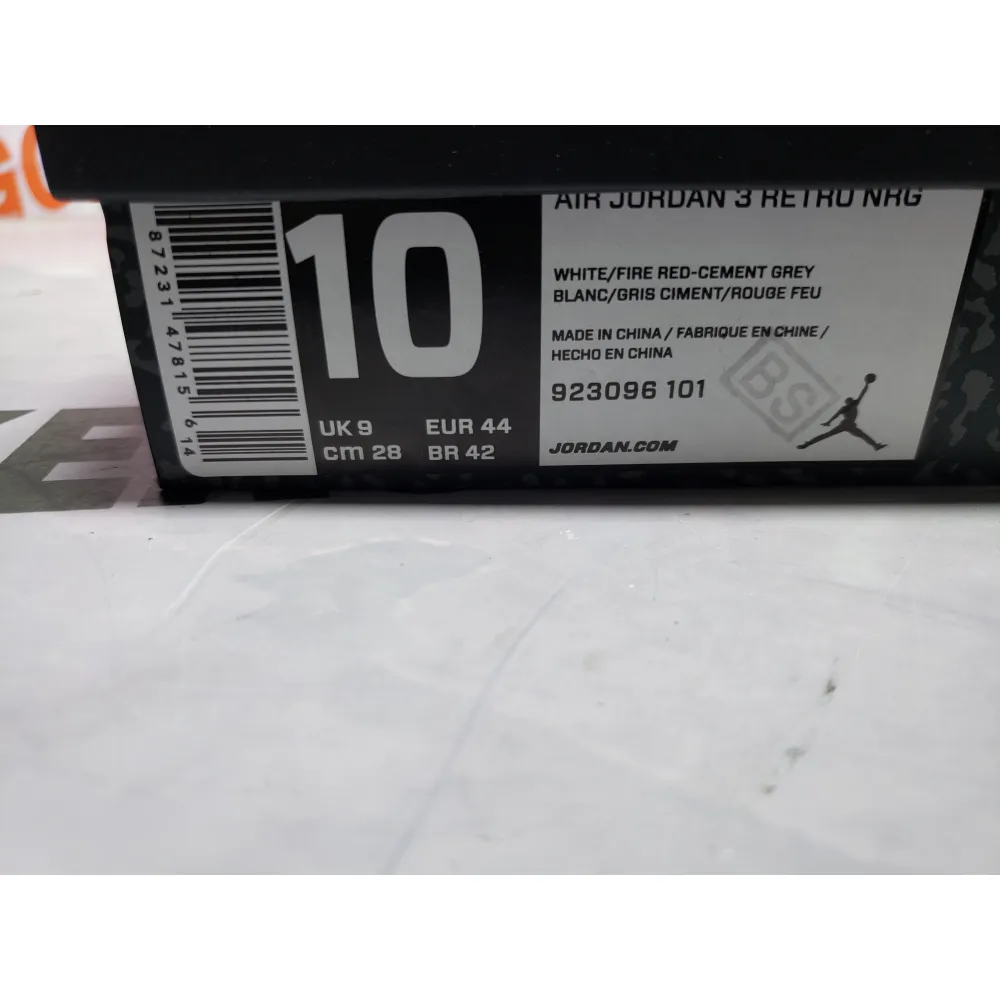 AIR JORDAN 3 RETRO NRG
WHITE/FIRE RED-CEMENT GREY
BLANC/GRIS CIMENT/ROUGE FEU
MADE IN CHINA / FABRIQUE EN CHINE /
HECHO EN CHINA
923096 101
JORDAN.COM
BS
10
UK 9 EUR 44
cm 28 BR 42
87231 47815 614
GO